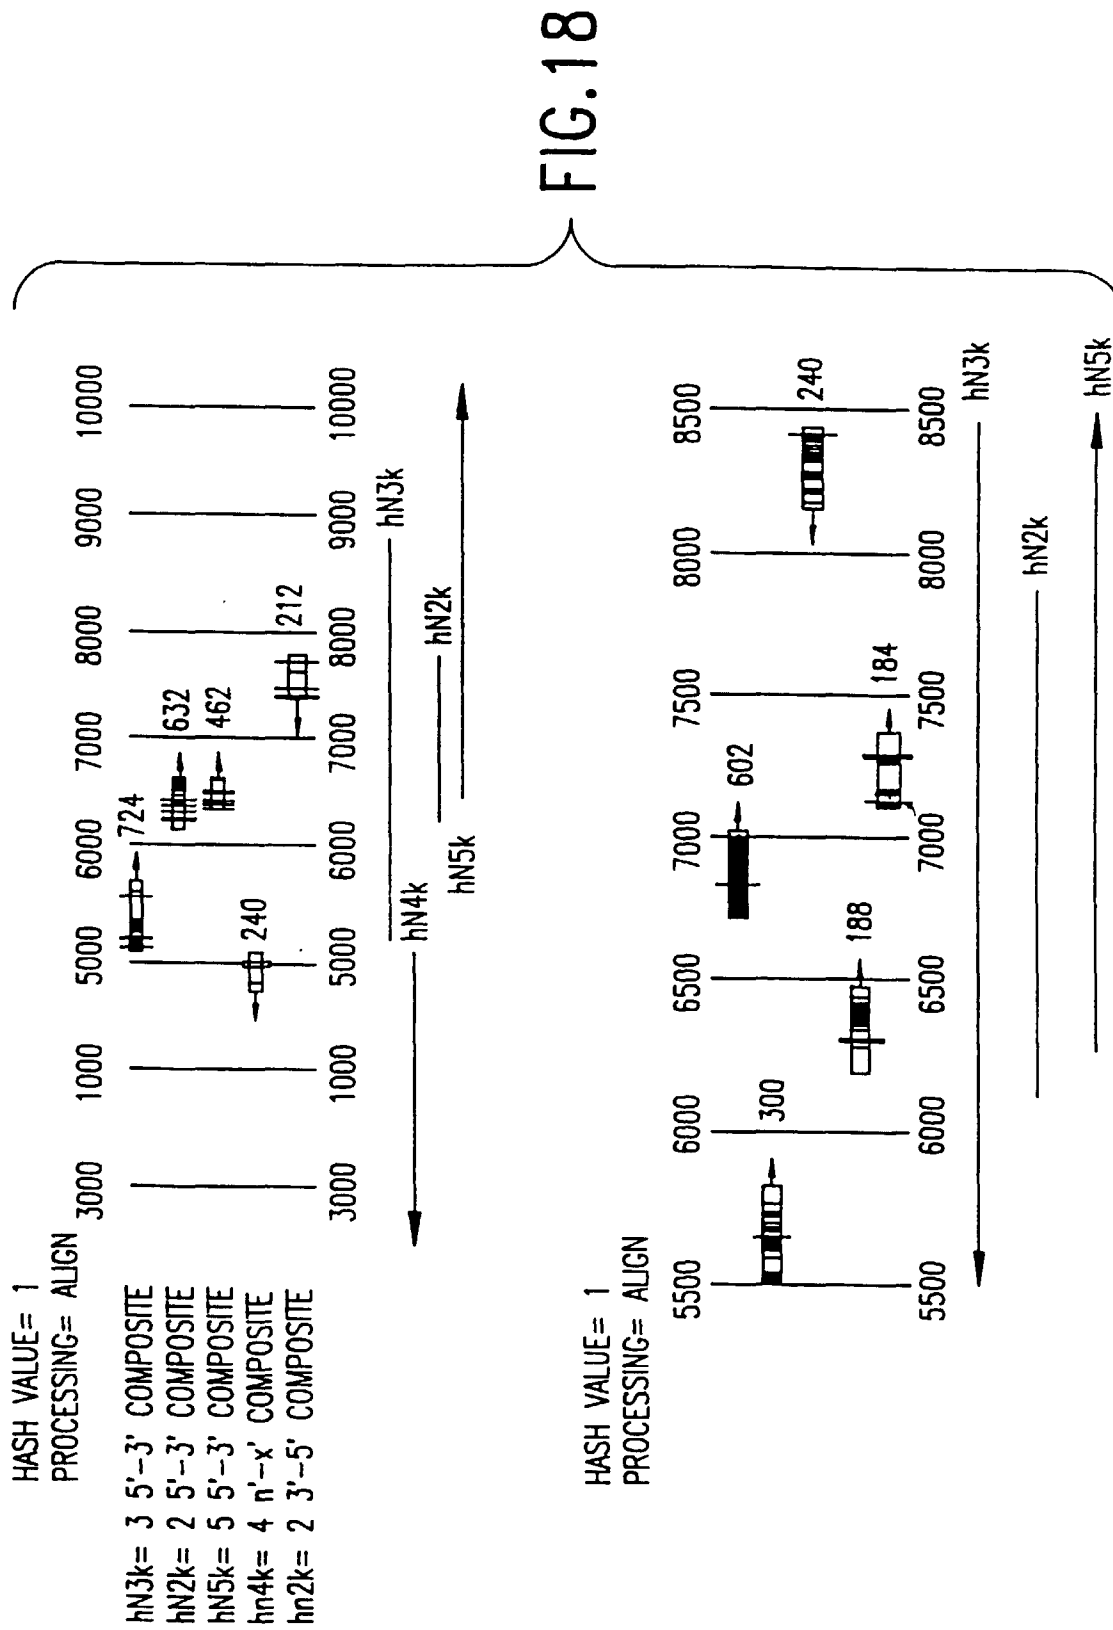 HASH VALUE= 1
PROCESSING= ALIGN
3000 1000 5000 6000 7000 8000 9000 10000
hN3k= 3 5'-3' COMPOSITE
724
hN2k= 2 5'-3' COMPOSITE
632
hN5k= 5 5'-3' COMPOSITE
462
hn4k= 4 n'-x' COMPOSITE
240
hn2k= 2 3'-5' COMPOSITE
212
3000 1000 5000 6000 7000 8000 9000 10000
hN3k
hN4k
hN2k
hN5k
HASH VALUE= 1
PROCESSING= ALIGN
5500 6000 6500 7000 7500 8000 8500
602
300
240
188
184
5500 6000 6500 7000 7500 8000 8500
hN3k
hN2k
hN5k
FIG.18